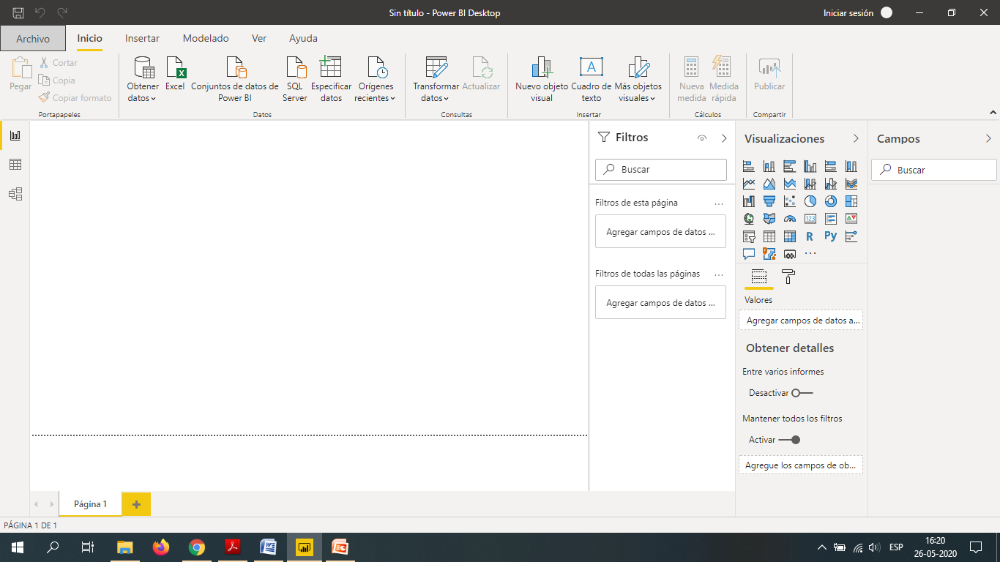 Sin título - Power BI Desktop
Iniciar sesión
Archivo Inicio Insertar Modelado Ver Ayuda
Pegar
Cortar
Copia
Copiar formato
Portapapeles
Obtener datos
Excel
Conjuntos de datos de Power BI
SQL Server
Especificar datos
Orígenes recientes
Datos
Transformar datos
Actualizar
Consultas
Nuevo objeto visual
Cuadro de texto
Más objetos visuales
Insertar
Nueva medida
Medida rápida
Cálculos
Publicar
Compartir
Filtros
Buscar
Filtros de esta página ...
Agregar campos de datos ...
Filtros de todas las páginas ...
Agregar campos de datos ...
Visualizaciones
123
R
Py
...
Valores
Agregar campos de datos a...
Obtener detalles
Entre varios informes
Desactivar
Mantener todos los filtros
Activar
Agregue los campos de ob...
Campos
Buscar
Página 1
PÁGINA 1 DE 1
ESP
16:20
26-05-2020